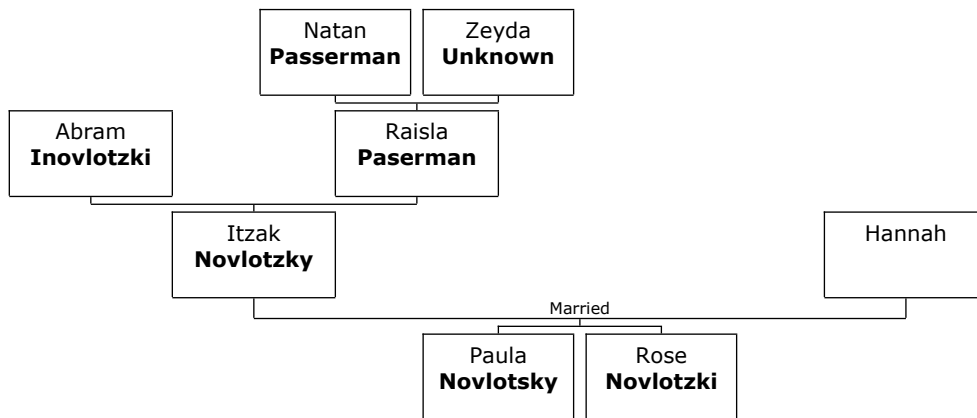 Natan
Passerman
Zeyda
Unknown
Abram
Inovlotzki
Raisla
Paserman
Itzak
Novlotzky
Hannah
Married
Paula
Novlotsky
Rose
Novlotzki